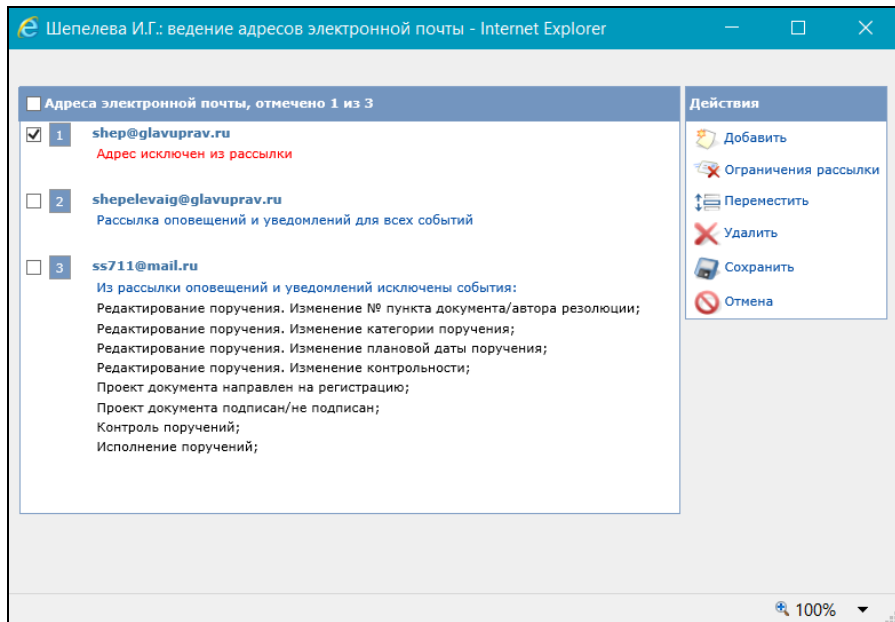 Шепелева И.Г.: ведение адресов электронной почты - Internet Explorer
Адреса электронной почты, отмечено 1 из 3
1 shep@glavuprav.ru
Адрес исключен из рассылки
2 shepelevaig@glavuprav.ru
Рассылка оповещений и уведомлений для всех событий
3 ss711@mail.ru
Из рассылки оповещений и уведомлений исключены события:
Редактирование поручения. Изменение № пункта документа/автора резолюции;
Редактирование поручения. Изменение категории поручения;
Редактирование поручения. Изменение плановой даты поручения;
Редактирование поручения. Изменение контрольности;
Проект документа направлен на регистрацию;
Проект документа подписан/не подписан;
Контроль поручений;
Исполнение поручений;
Действия
Добавить
Ограничения рассылки
Переместить
Удалить
Сохранить
Отмена
100%